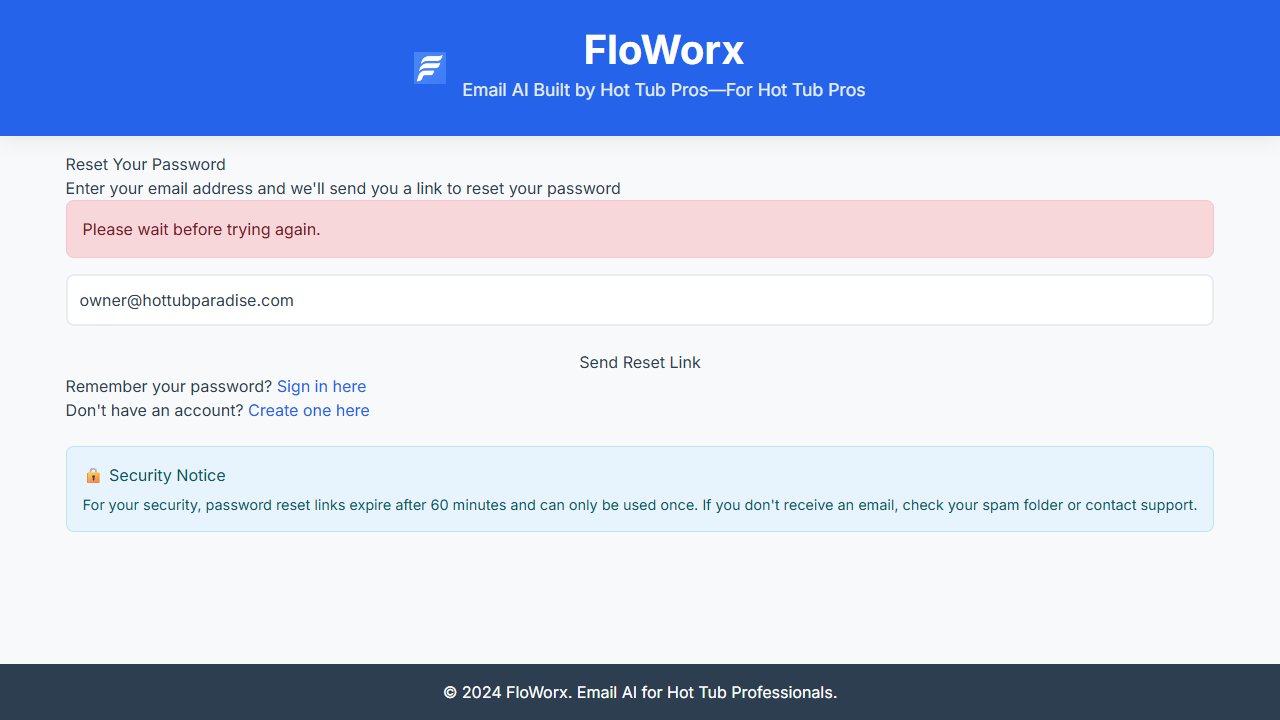 FloWorx
Email AI Built by Hot Tub Pros—For Hot Tub Pros
Reset Your Password
Enter your email address and we'll send you a link to reset your password
Please wait before trying again.
owner@hottubparadise.com
Send Reset Link
Remember your password? Sign in here
Don't have an account? Create one here
🔒 Security Notice
For your security, password reset links expire after 60 minutes and can only be used once. If you don't receive an email, check your spam folder or contact support.
© 2024 FloWorx. Email AI for Hot Tub Professionals.